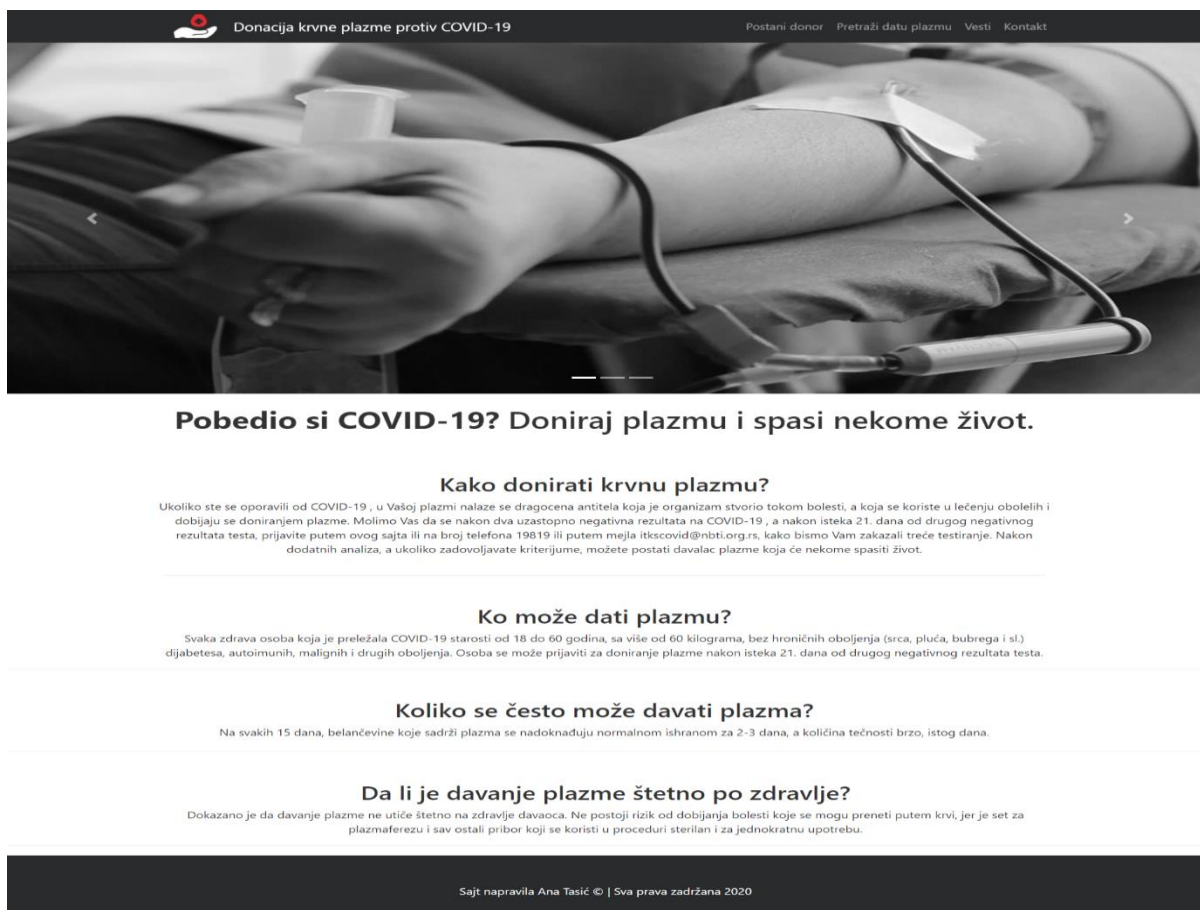 Donacija krvne plazme protiv COVID-19
Postani donor Pretraži datu plazmu Vesti Kontakt
Pobedio si COVID-19? Doniraj plazmu i spasi nekome život.
Kako donirati krvnu plazmu?
Ukoliko ste se oporavili od COVID-19 , u Vašoj plazmi nalaze se dragocena antitela koja je organizam stvorio tokom bolesti, a koja se koriste u lečenju obolelih i
dobijaju se doniranjem plazme. Molimo Vas da se nakon dva uzastopno negativna rezultata na COVID-19 , a nakon isteka 21. dana od drugog negativnog
rezultata testa, prijavite putem ovog sajta ili na broj telefona 19819 ili putem mejla itkscovid@nbti.org.rs, kako bismo Vam zakazali treće testiranje. Nakon
dodatnih analiza, a ukoliko zadovoljavate kriterijume, možete postati davalac plazme koja će nekome spasiti život.
Ko može dati plazmu?
Svaka zdrava osoba koja je preležala COVID-19 starosti od 18 do 60 godina, sa više od 60 kilograma, bez hroničnih oboljenja (srca, pluća, bubrega i sl.)
dijabetesa, autoimunih, malignih i drugih oboljenja. Osoba se može prijaviti za doniranje plazme nakon isteka 21. dana od drugog negativnog rezultata testa.
Koliko se često može davati plazma?
Na svakih 15 dana, belančevine koje sadrži plazma se nadoknađuju normalnom ishranom za 2-3 dana, a količina tečnosti brzo, istog dana.
Da li je davanje plazme štetno po zdravlje?
Dokazano je da davanje plazme ne utiče štetno na zdravlje davaoca. Ne postoji rizik od dobijanja bolesti koje se mogu preneti putem krvi, jer je set za
plazmaferezu i sav ostali pribor koji se koristi u proceduri sterilan i za jednokratnu upotrebu.
Sajt napravila Ana Tasić © | Sva prava zadržana 2020